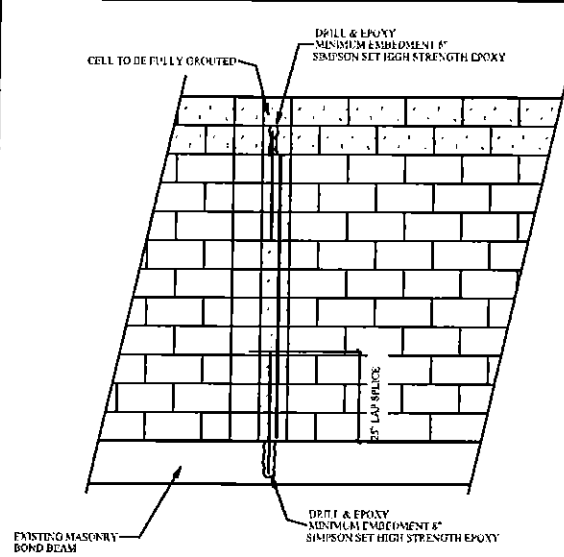 DRILL & EPOXY
MINIMUM EMBEDMENT 8"
SIMPSON SET HIGH STRENGTH EPOXY
CELL TO BE FULLY GROUTED
25" LAP SPLICE
DRILL & EPOXY
MINIMUM EMBEDMENT 8"
SIMPSON SET HIGH STRENGTH EPOXY
EXISTING MASONRY
BOND BEAM